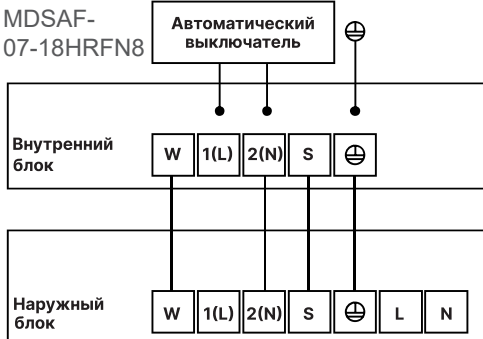 MDSAF-
07-18HRFN8
Автоматический
выключатель
Внутренний
блок
W 1(L) 2(N) S
Наружный
блок
W 1(L) 2(N) S L N